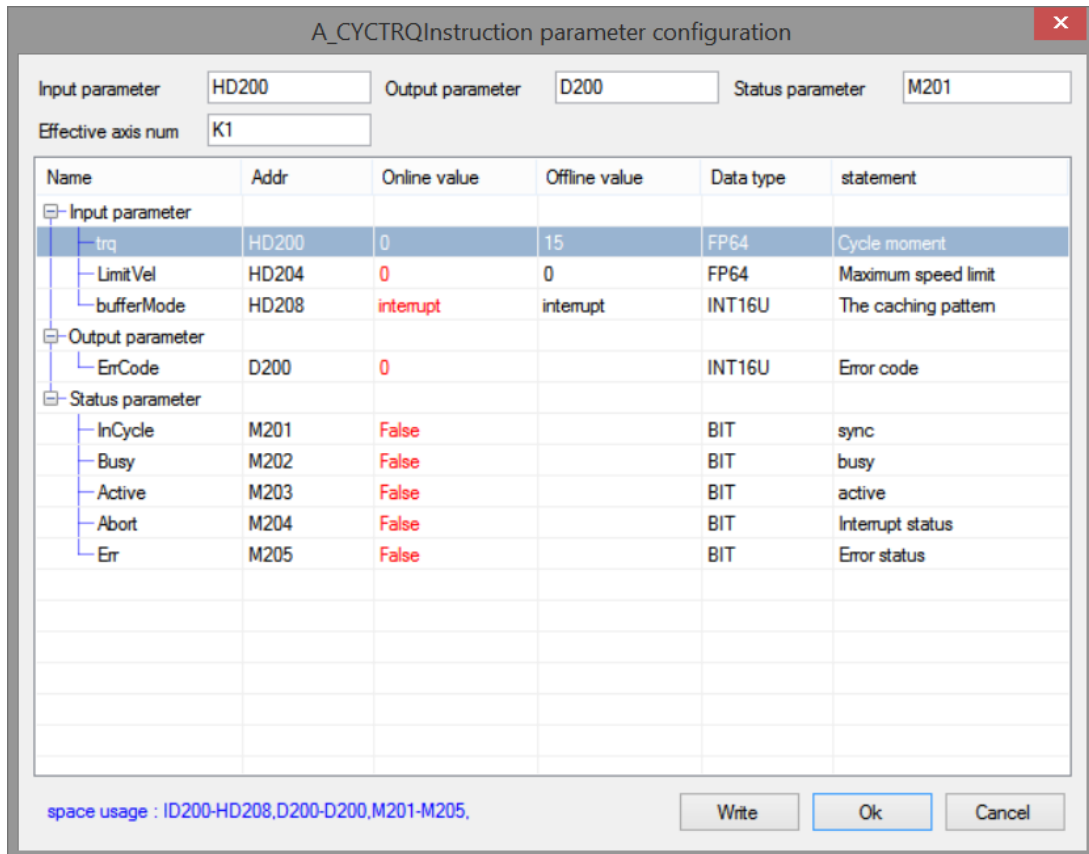 A_CYCTRQInstruction parameter configuration
Input parameter HD200 Output parameter D200 Status parameter M201
Effective axis num K1
Name Addr Online value Offline value Data type statement
Input parameter
trq HD200 0 15 FP64 Cycle moment
LimitVel HD204 0 0 FP64 Maximum speed limit
bufferMode HD208 interrupt interrupt INT16U The caching pattern
Output parameter
ErrCode D200 0 INT16U Error code
Status parameter
InCycle M201 False BIT sync
Busy M202 False BIT busy
Active M203 False BIT active
Abort M204 False BIT Interrupt status
Err M205 False BIT Error status
space usage : ID200-HD208,D200-D200,M201-M205,
Write Ok Cancel